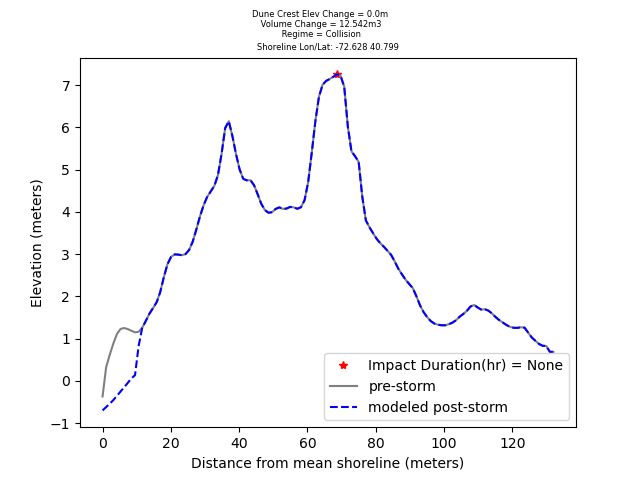 Dune Crest Elev Change = 0.0m
Volume Change = 12.542m3
Regime = Collision
Shoreline Lon/Lat: -72.628 40.799
7
6
5
4
3
2
1
0
−1
Elevation (meters)
Impact Duration(hr) = None
pre-storm
modeled post-storm
0 20 40 60 80 100 120
Distance from mean shoreline (meters)